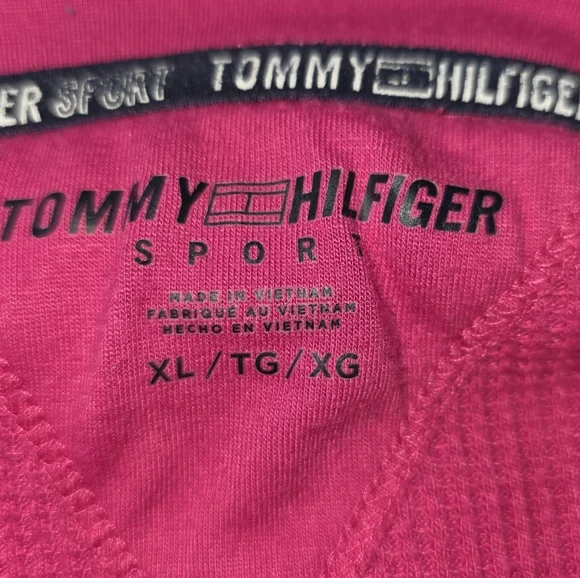 ER SPORT TOMMY HILFIGER
TOMMY HILFIGER
SPORT
MADE IN VIETNAM
FABRIQUÉ AU VIETNAM
HECHO EN VIETNAM
XL / TG / XG